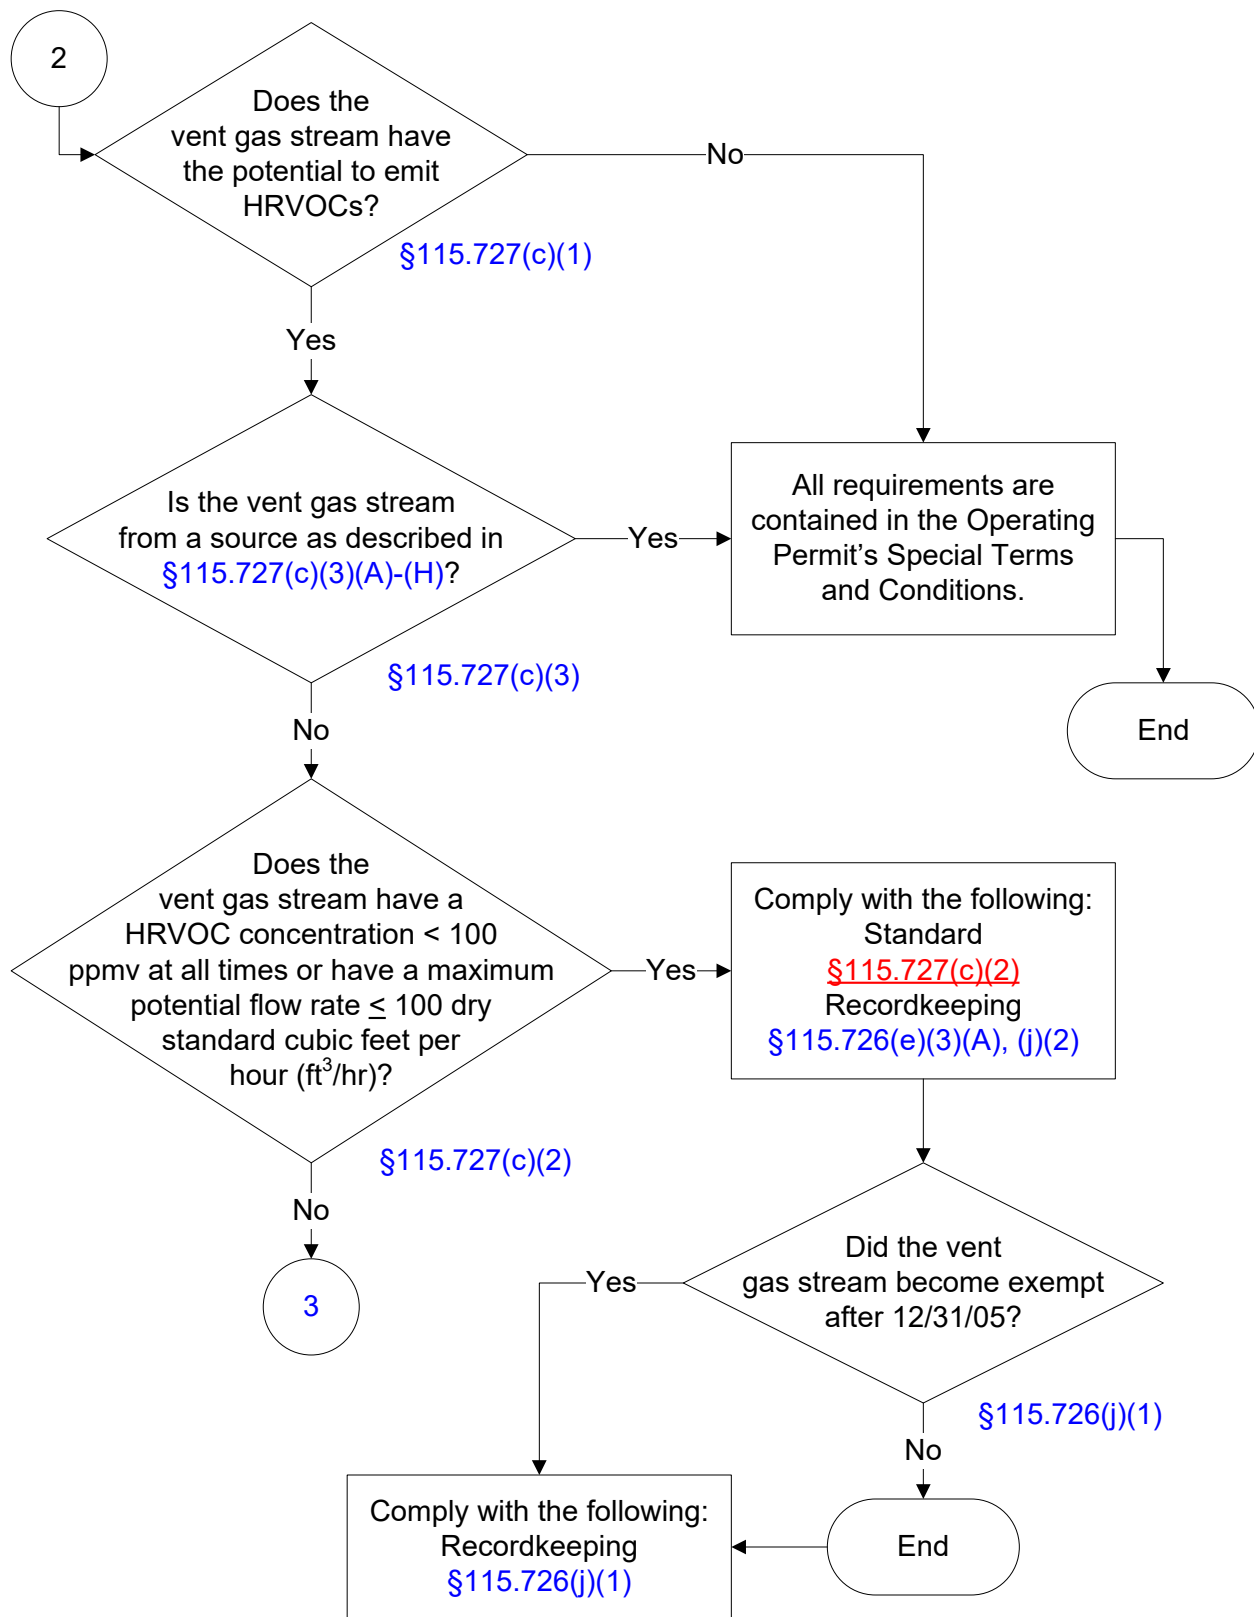 2
Does the
vent gas stream have
the potential to emit
HRVOCs?
No
§115.727(c)(1)
Yes
Is the vent gas stream
from a source as described in
§115.727(c)(3)(A)-(H)?
Yes
All requirements are
contained in the Operating
Permit's Special Terms
and Conditions.
§115.727(c)(3)
End
No
Does the
vent gas stream have a
HRVOC concentration < 100
ppmv at all times or have a maximum
potential flow rate ≤ 100 dry
standard cubic feet per
hour (ft³/hr)?
Yes
Comply with the following:
Standard
§115.727(c)(2)
Recordkeeping
§115.726(e)(3)(A), (j)(2)
§115.727(c)(2)
No
3
Did the vent
gas stream become exempt
after 12/31/05?
Yes
§115.726(j)(1)
No
Comply with the following:
Recordkeeping
§115.726(j)(1)
End